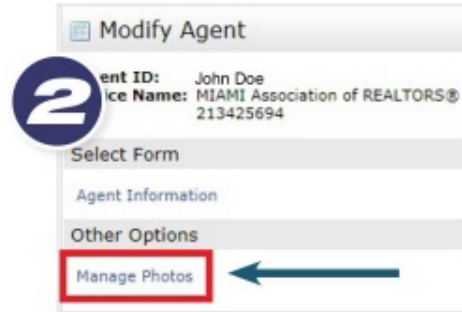 Modify Agent
2
ent ID: John Doe
ice Name: MIAMI Association of REALTORS®
213425694
Select Form
Agent Information
Other Options
Manage Photos